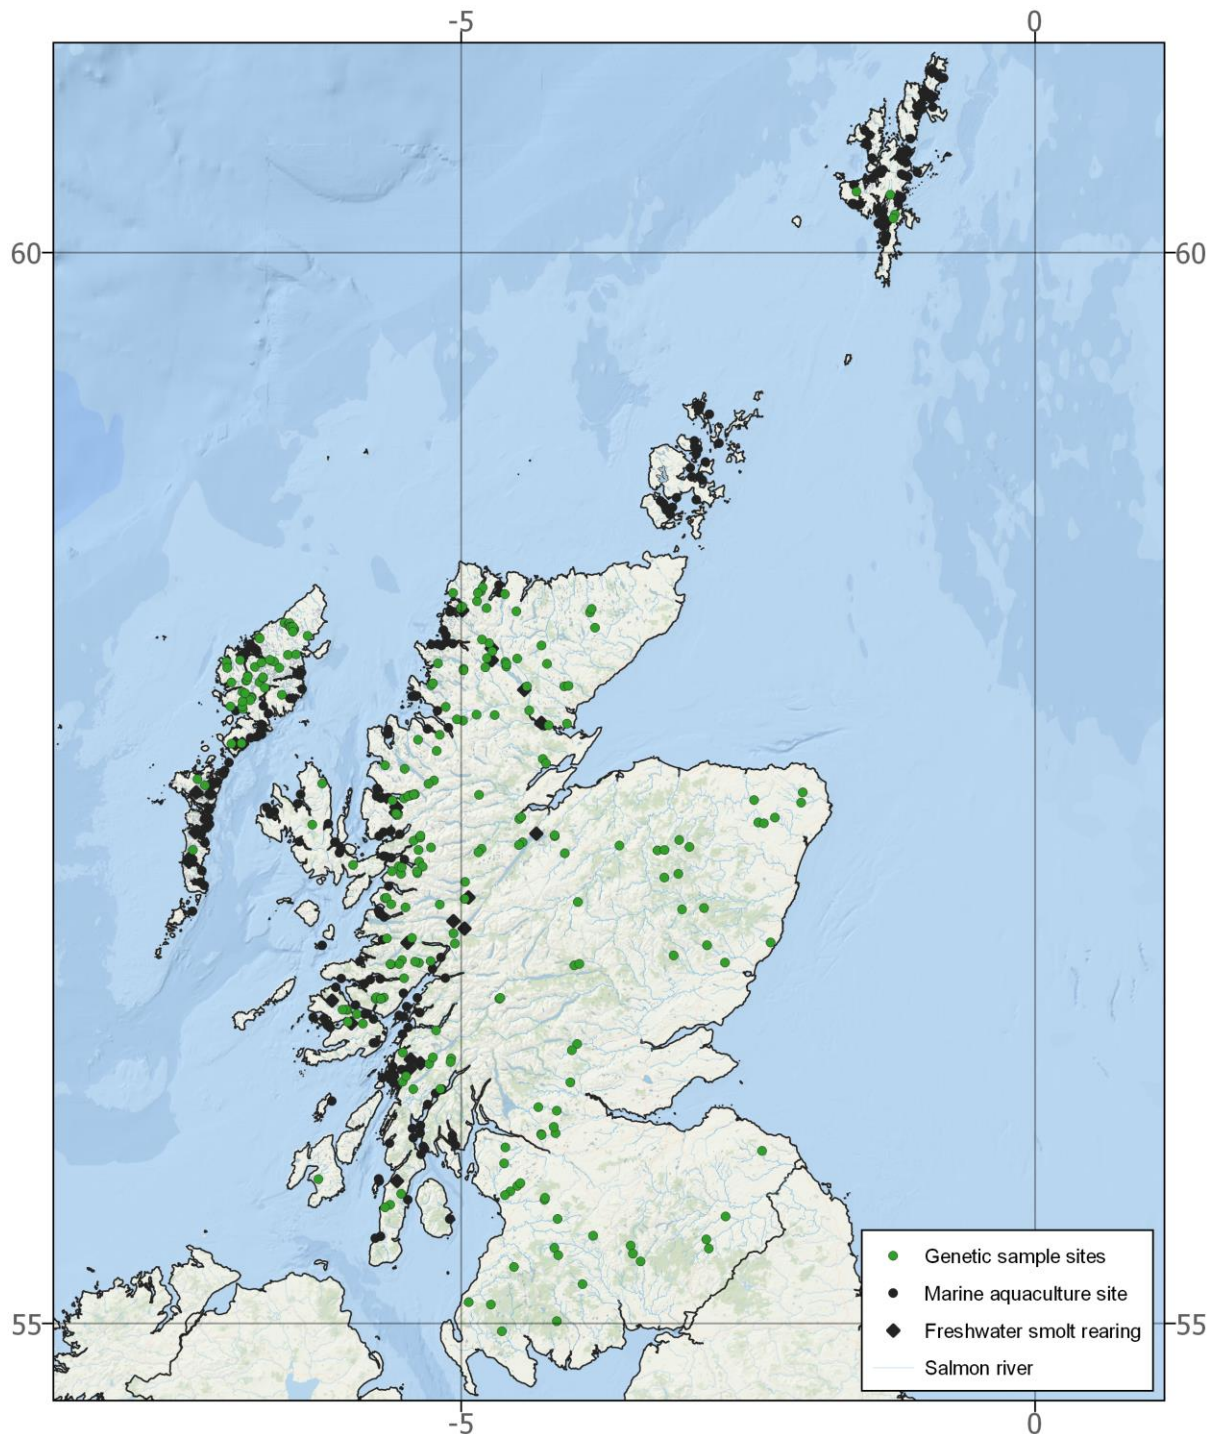 -5 0
60 60
Genetic sample sites
Marine aquaculture site
Freshwater smolt rearing
Salmon river
55 55
-5 0